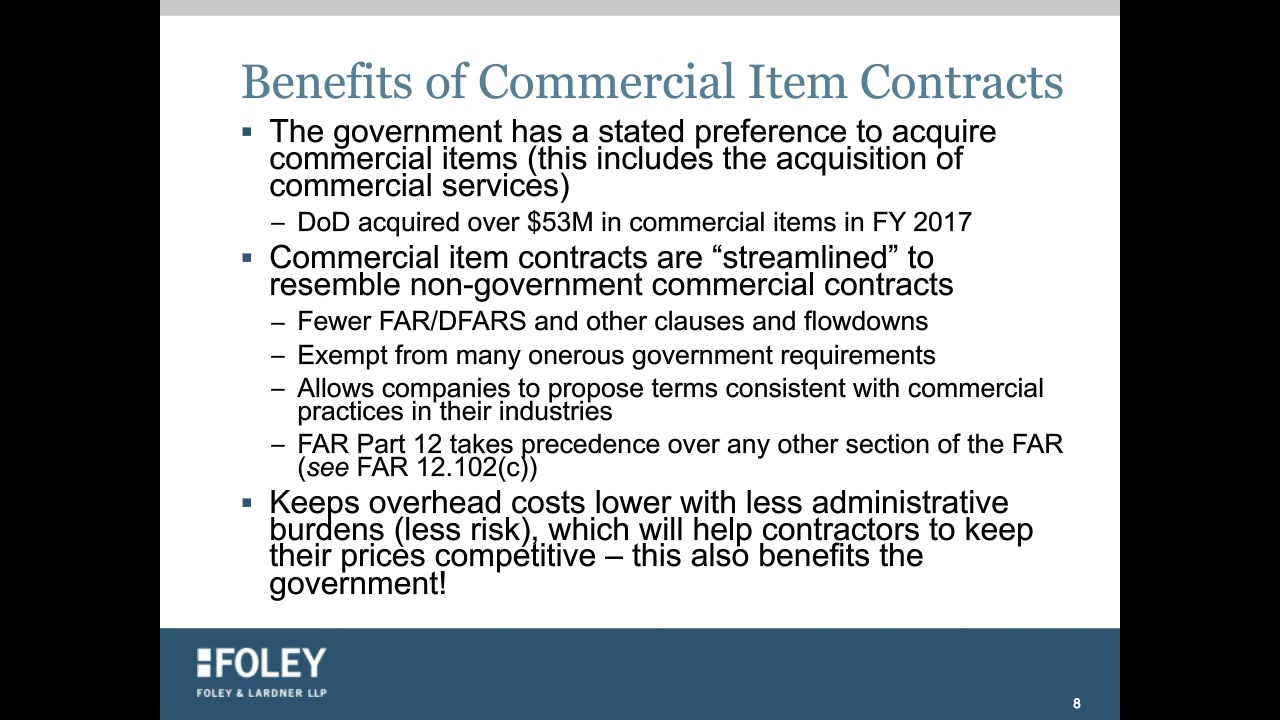 Benefits of Commercial Item Contracts
▪ The government has a stated preference to acquire
commercial items (this includes the acquisition of
commercial services)
– DoD acquired over $53M in commercial items in FY 2017
▪ Commercial item contracts are “streamlined” to
resemble non-government commercial contracts
– Fewer FAR/DFARS and other clauses and flowdowns
– Exempt from many onerous government requirements
– Allows companies to propose terms consistent with commercial
practices in their industries
– FAR Part 12 takes precedence over any other section of the FAR
(see FAR 12.102(c))
▪ Keeps overhead costs lower with less administrative
burdens (less risk), which will help contractors to keep
their prices competitive – this also benefits the
government!
FOLEY
FOLEY & LARDNER LLP
8